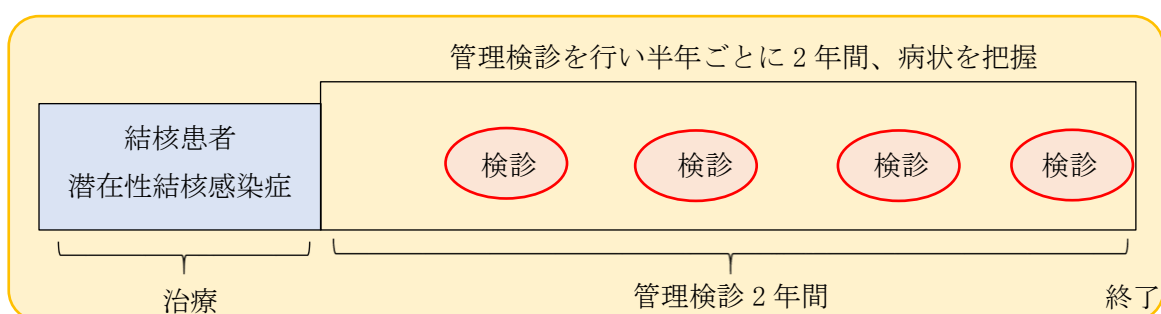 管理検診を行い半年ごとに 2 年間、病状を把握
結核患者
潜在性結核感染症
検診
検診
検診
検診
治療
管理検診 2 年間
終了